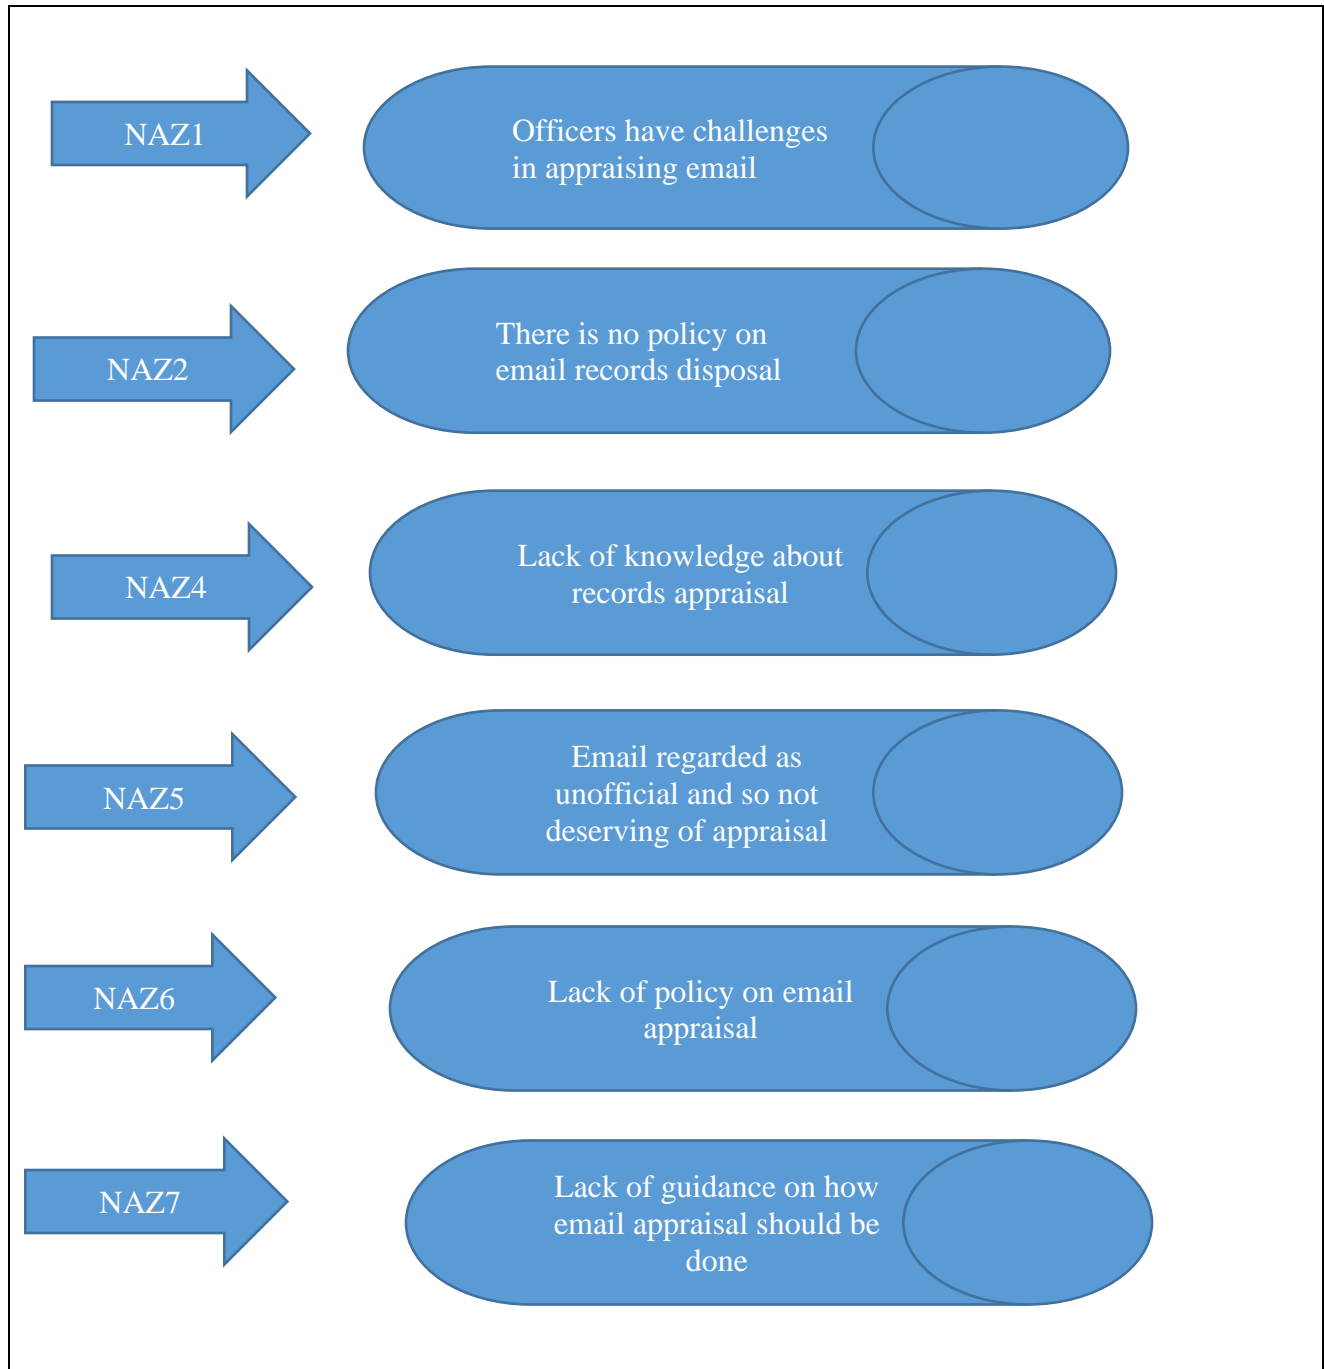 NAZ1
Officers have challenges
in appraising email
NAZ2
There is no policy on
email records disposal
NAZ4
Lack of knowledge about
records appraisal
NAZ5
Email regarded as
unofficial and so not
deserving of appraisal
NAZ6
Lack of policy on email
appraisal
NAZ7
Lack of guidance on how
email appraisal should be
done